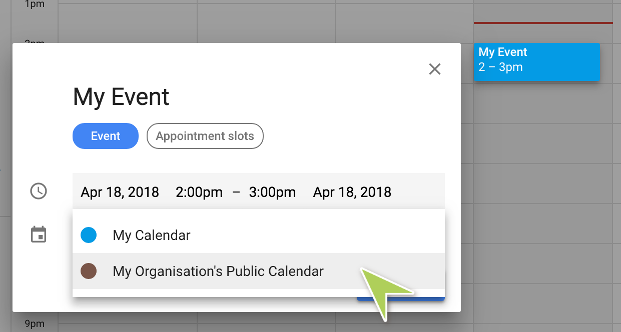 1pm
My Event
2 – 3pm
My Event
Event
Appointment slots
Apr 18, 2018 2:00pm – 3:00pm Apr 18, 2018
My Calendar
My Organisation's Public Calendar
9pm